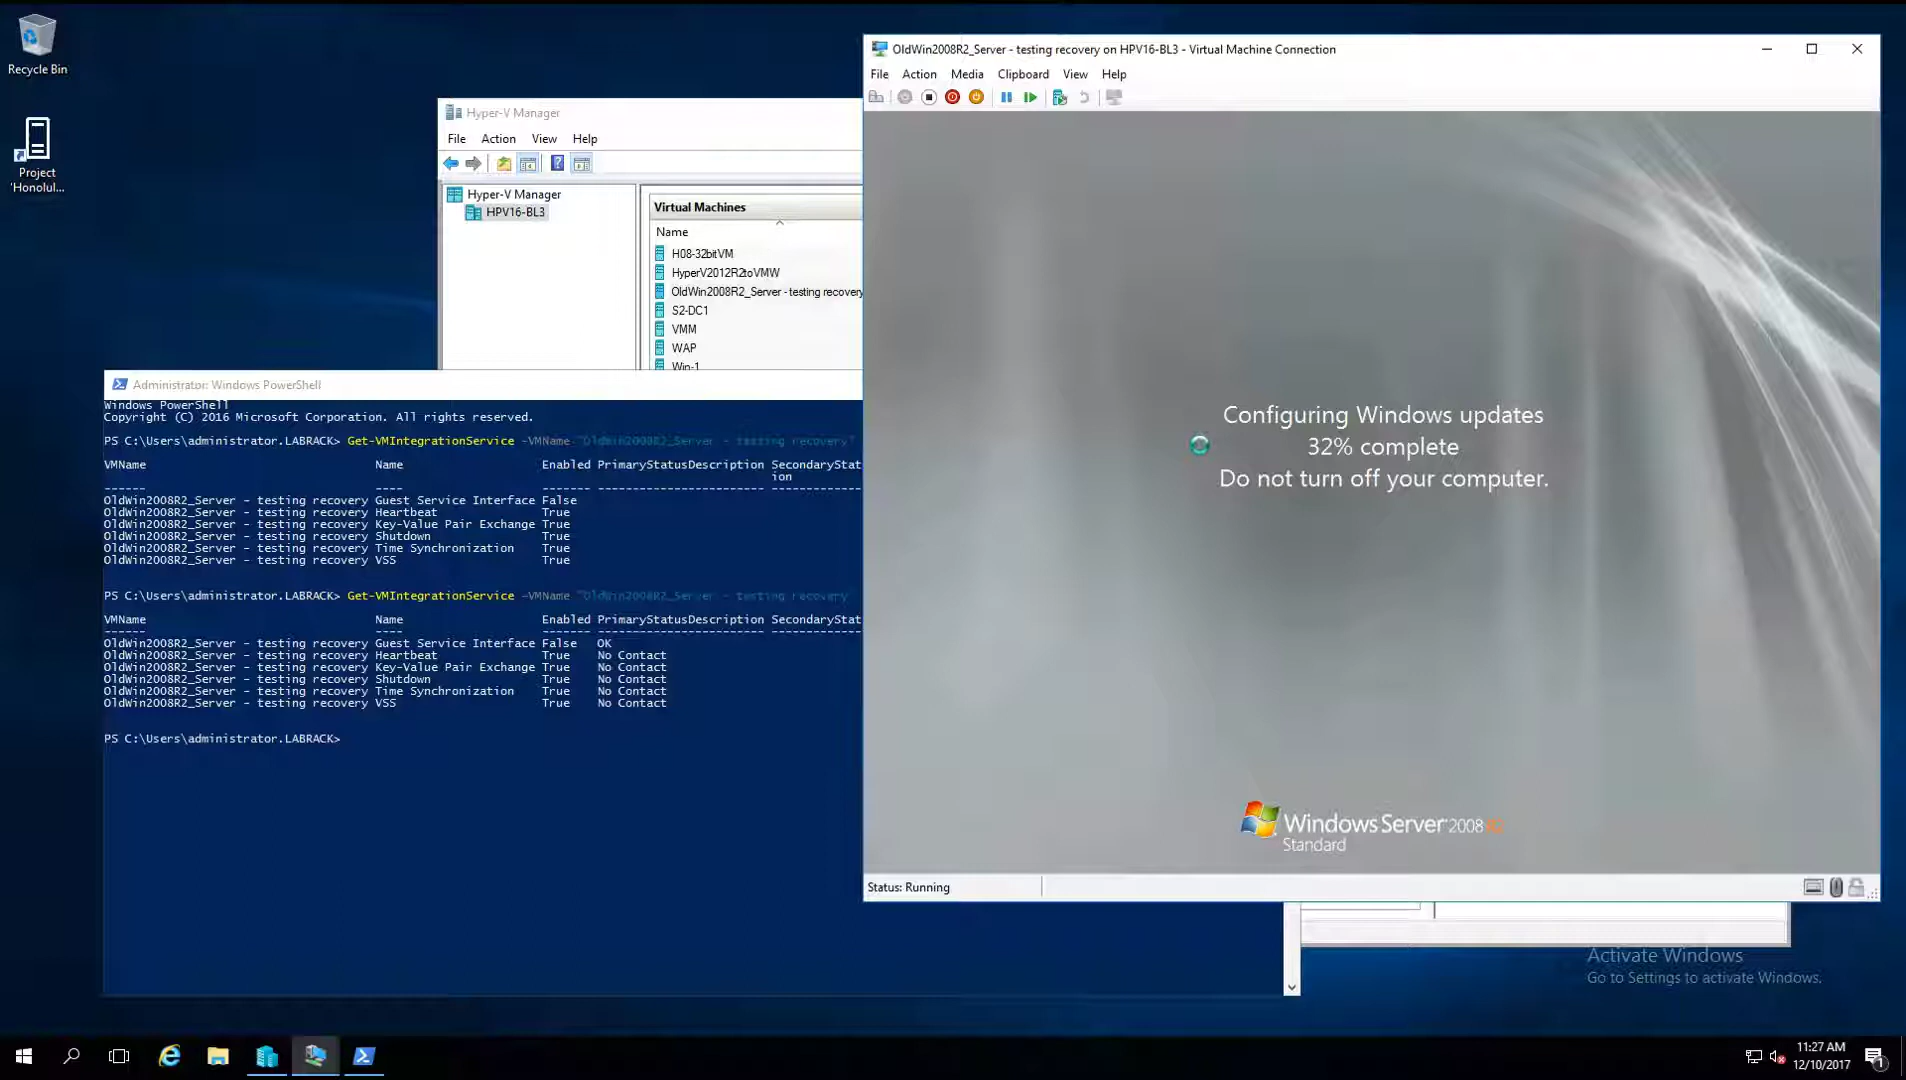 Recycle Bin
Project
'Honolul...
OldWin2008R2_Server - testing recovery on HPV16-BL3 - Virtual Machine Connection
File Action Media Clipboard View Help
Hyper-V Manager
File Action View Help
Hyper-V Manager
HPV16-BL3
Virtual Machines
Name
H08-32bitVM
HyperV2012R2toVMW
OldWin2008R2_Server - testing recovery
S2-DC1
VMM
WAP
Win-1
Configuring Windows updates
32% complete
Do not turn off your computer.
Windows Server 2008 R2
Standard
Status: Running
Administrator: Windows PowerShell
Windows PowerShell
Copyright (C) 2016 Microsoft Corporation. All rights reserved.
PS C:\Users\administrator.LABRACK> Get-VMIntegrationService -VMName "OldWin2008R2_Server - testing recovery"
VMName Name Enabled PrimaryStatusDescription SecondaryStat
ion
------ ---- ------- ------------------------ -------------
OldWin2008R2_Server - testing recovery Guest Service Interface False
OldWin2008R2_Server - testing recovery Heartbeat True
OldWin2008R2_Server - testing recovery Key-Value Pair Exchange True
OldWin2008R2_Server - testing recovery Shutdown True
OldWin2008R2_Server - testing recovery Time Synchronization True
OldWin2008R2_Server - testing recovery VSS True
PS C:\Users\administrator.LABRACK> Get-VMIntegrationService -VMName "OldWin2008R2_Server - testing recovery
VMName Name Enabled PrimaryStatusDescription SecondaryStat
------ ---- ------- ------------------------ -------------
OldWin2008R2_Server - testing recovery Guest Service Interface False OK
OldWin2008R2_Server - testing recovery Heartbeat True No Contact
OldWin2008R2_Server - testing recovery Key-Value Pair Exchange True No Contact
OldWin2008R2_Server - testing recovery Shutdown True No Contact
OldWin2008R2_Server - testing recovery Time Synchronization True No Contact
OldWin2008R2_Server - testing recovery VSS True No Contact
PS C:\Users\administrator.LABRACK>
Activate Windows
Go to Settings to activate Windows.
11:27 AM
12/10/2017
1